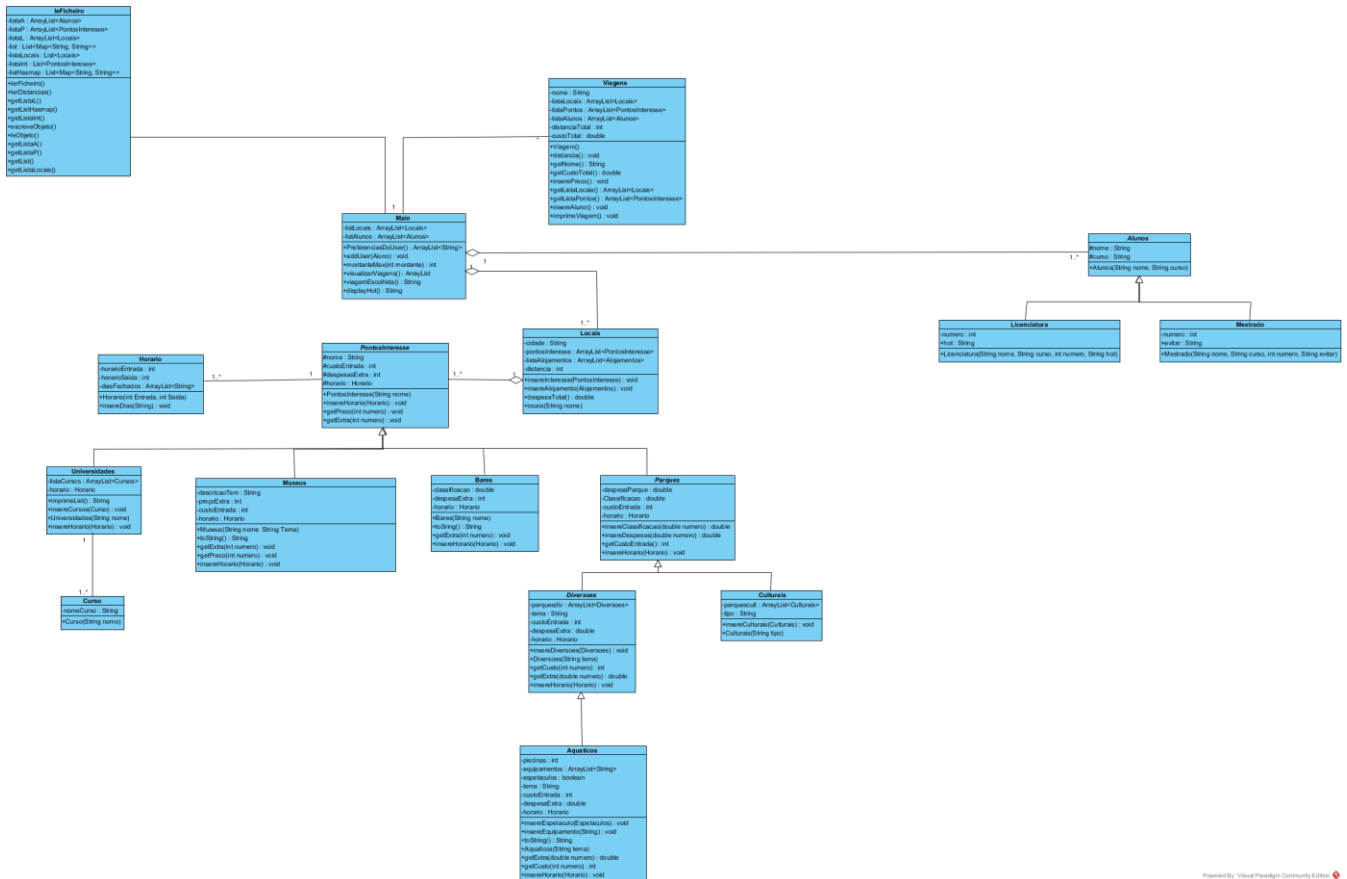 leFicheiro
-listaA : ArrayList<Alunos>
-listaP : ArrayList<PontosInteresse>
-listaL : ArrayList<Locais>
-list : List<Map<String, String>>
-listaLocais : List<Locais>
-listaInt : List<PontosInteresse>
-listHasmap : List<Map<String, String>>
+lerFicheiro()
+lerDistancias()
+getListaL()
+getListHasmap()
+getListaInt()
+escreveObjeto()
+leObjeto()
+getListaA()
+getListaP()
+getList()
+getListaLocais()
Viagens
-nome : String
-listaLocais : ArrayList<Locais>
-listaPontos : ArrayList<PontosInteresse>
-listaAlunos : ArrayList<Alunos>
-distanciaTotal : int
-custoTotal : double
+Viagem()
+distancia() : void
+getNome() : String
+getCustoTotal() : double
+inserePreco() : void
+getListaLocais() : ArrayList<Locais>
+getListaPontos() : ArrayList<PontosInteresse>
+insereAluno() : void
+imprimeViagem() : void
*
1
Main
-listLocais : ArrayList<Locais>
-listAlunos : ArrayList<Alunos>
+PreferenciasDoUser() : ArrayList<String>
+addUser(Aluno) : void
+montanteMax(int montante) : int
+visualizarViagens() : ArrayList
+viagemEscolhida() : String
+displayHot() : String
1
1..*
1
1..*
Alunos
#nome : String
#curso : String
+Alunos(String nome, String curso)
Licenciatura
-numero : int
+hot : String
+Licenciatura(String nome, String curso, int numero, String hot)
Mestrado
-numero : int
+evitar : String
+Mestrado(String nome, String curso, int numero, String evitar)
Horario
-horarioEntrada : int
-horarioSaida : int
-diasFechados : ArrayList<String>
+Horario(int Entrada, int Saida)
+insereDias(String) : void
1..*
1
PontosInteresse
#nome : String
#custoEntrada : int
#despesasExtra : int
#horario : Horario
+PontosInteresse(String nome)
+insereHorario(Horario) : void
+getPreco(int numero) : void
+getExtra(int numero) : void
1..*
1
Locais
-cidade : String
-pontosInteresse : ArrayList<PontosInteresse>
-listaAlojamentos : ArrayList<Alojamentos>
-distancia : int
+insereInteresse(PontosInteresse) : void
+insereAlojamento(Alojamentos) : void
+despesaTotal() : double
+locais(String nome)
Universidades
-listaCursos : ArrayList<Cursos>
-horario : Horario
+imprimeList() : String
+insereCursos(Curso) : void
+Universidades(String nome)
+insereHorario(Horario) : void
1
1..*
Curso
-nomeCurso : String
+Curso(String nome)
Museus
-descricaoTem : String
-preçoExtra : int
-custoEntrada : int
-horario : Horario
+Museus(String nome String Tema)
+toString() : String
+getExtra(int numero) : void
+getPreco(int numero) : void
+insereHorario(Horario) : void
Bares
-classificacao : double
-despesaExtra : int
-horario : Horario
+Bares(String nome)
+toSring() : String
+getExtra(int numero) : void
+insereHorario(Horario) : void
Parques
-despesaParque : double
-Classificacao : double
-custoEntrada : int
-horario : Horario
+insereClassificacao(double numero) : double
+insereDespesas(double numero) : double
+getCustoEntrada() : int
+insereHorario(Horario) : void
Diversoes
-parquesdiv : ArrayList<Diversoes>
-tema : String
-custoEntrada : int
-despesaExtra : double
-horario : Horario
+insereDiversoes(Diversoes) : void
+Diversoes(String tema)
+getCusto(int numero) : int
+getExtra(double numero) : double
+insereHorario(Horario) : void
Culturais
-parquescult : ArrayList<Culturais>
-tipo : String
+insereCulturais(Culturais) : void
+Culturais(String tipo)
Aquaticos
-piscinas : int
-equipamentos : ArrayList<String>
-espetaculos : boolean
-tema : String
-custoEntrada : int
-despesaExtra : double
-horario : Horario
+insereEspetaculo(Espetaculos) : void
+insereEquipamento(String) : void
+toString() : String
+Aquaticos(String tema)
+getExtra(double numero) : double
+getCusto(int numero) : int
+insereHorario(Horario) : void
Powered By Visual Paradigm Community Edition